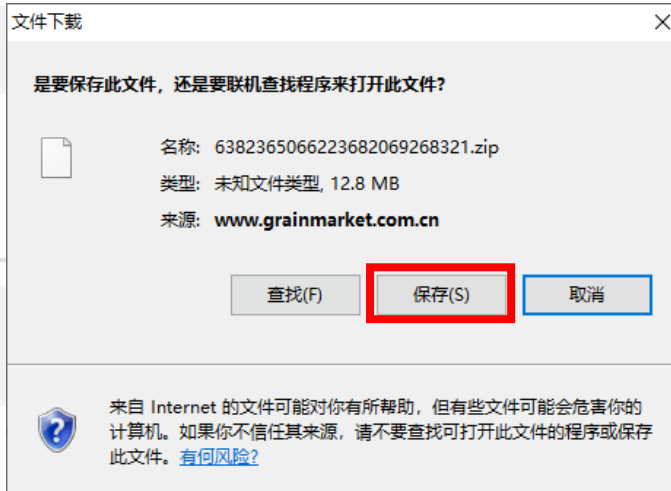 文件下载
是要保存此文件，还是要联机查找程序来打开此文件?
名称: 6382365066223682069268321.zip
类型: 未知文件类型, 12.8 MB
来源: www.grainmarket.com.cn
查找(F) 保存(S) 取消
来自 Internet 的文件可能对你有所帮助，但有些文件可能会危害你的
计算机。如果你不信任其来源，请不要查找可打开此文件的程序或保存
此文件。有何风险?